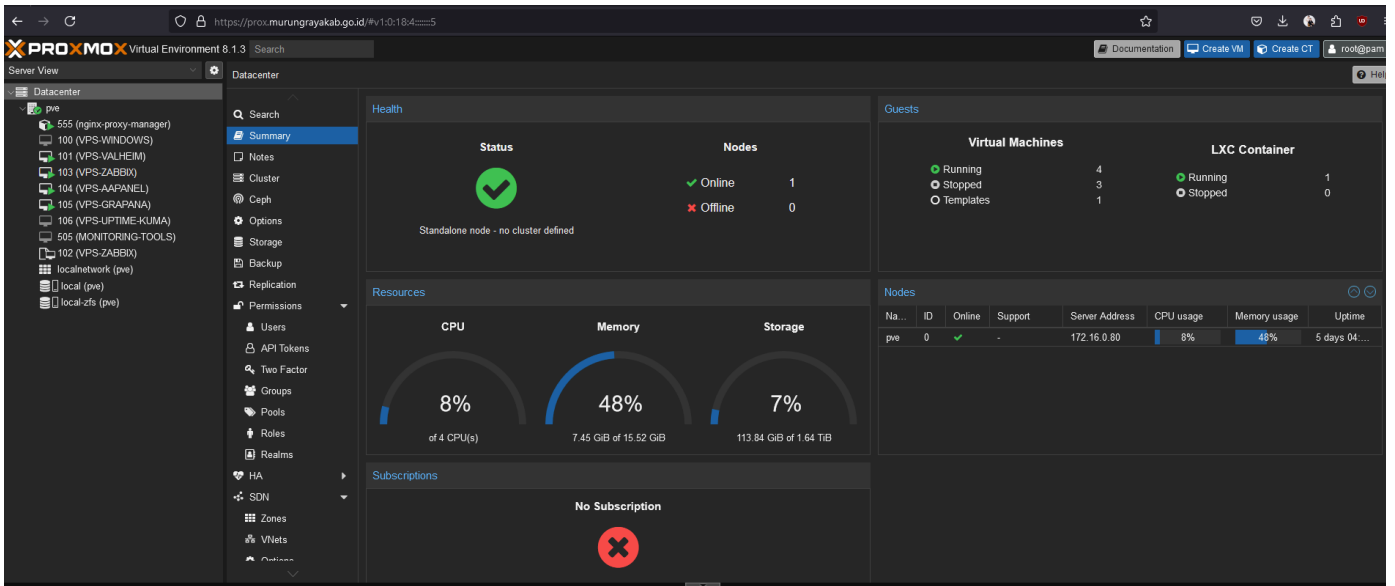 https://prox.murungrayakab.go.id/#v1:0:18:4:::::::5
PROXMOX Virtual Environment 8.1.3 Search
Documentation Create VM Create CT root@pam
Server View
Datacenter
pve
555 (nginx-proxy-manager)
100 (VPS-WINDOWS)
101 (VPS-VALHEIM)
103 (VPS-ZABBIX)
104 (VPS-AAPANEL)
105 (VPS-GRAPANA)
106 (VPS-UPTIME-KUMA)
505 (MONITORING-TOOLS)
102 (VPS-ZABBIX)
localnetwork (pve)
local (pve)
local-zfs (pve)
Datacenter
Hel
Search
Summary
Notes
Cluster
Ceph
Options
Storage
Backup
Replication
Permissions
Users
API Tokens
Two Factor
Groups
Pools
Roles
Realms
HA
SDN
Zones
VNets
Options
Health
Status
Nodes
Online 1
Offline 0
Standalone node - no cluster defined
Guests
Virtual Machines
Running 4
Stopped 3
Templates 1
LXC Container
Running 1
Stopped 0
Resources
CPU
8%
of 4 CPU(s)
Memory
48%
7.45 GiB of 15.52 GiB
Storage
7%
113.84 GiB of 1.64 TiB
Nodes
Na... ID Online Support Server Address CPU usage Memory usage Uptime
pve 0 - 172.16.0.80 8% 48% 5 days 04:...
Subscriptions
No Subscription